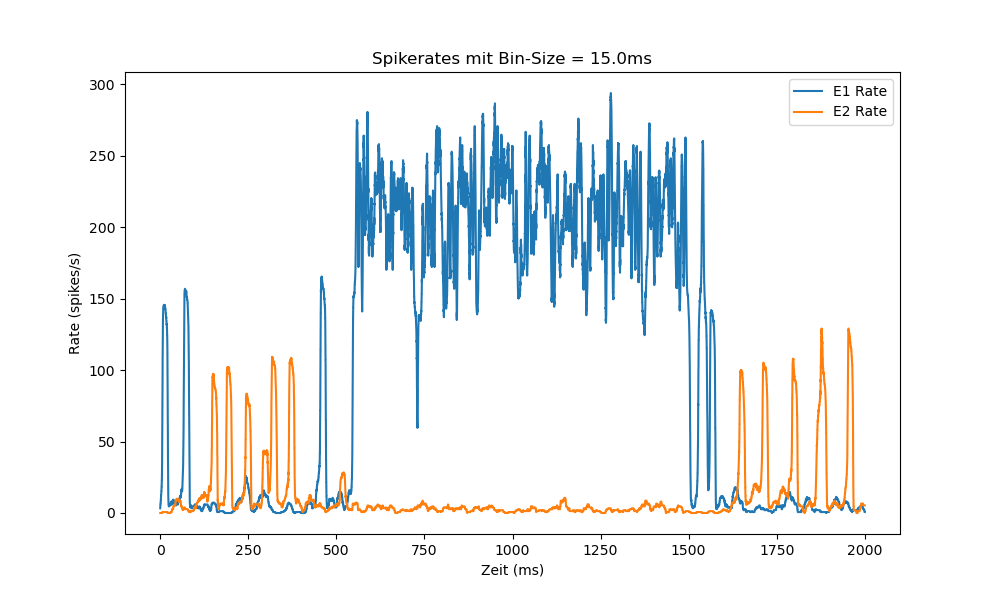 Spikerates mit Bin-Size = 15.0ms
E1 Rate
E2 Rate
Rate (spikes/s)
300
250
200
150
100
50
0
0 250 500 750 1000 1250 1500 1750 2000
Zeit (ms)